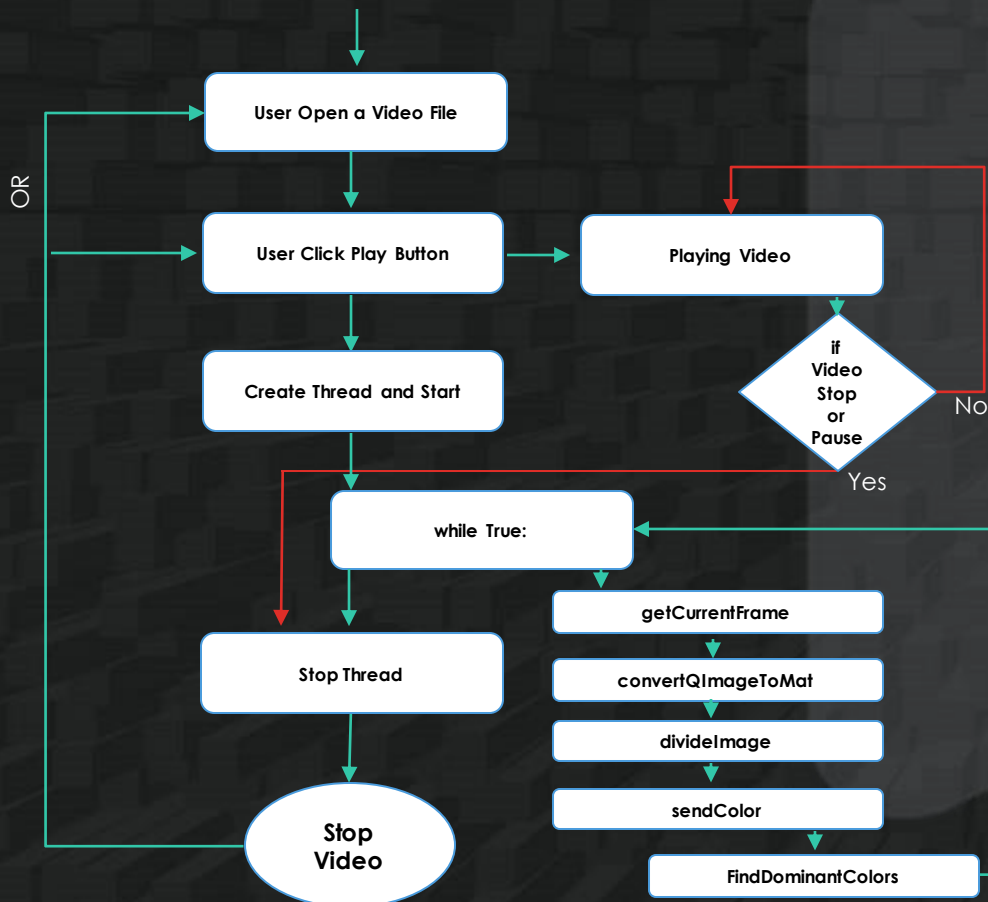 User Open a Video File
OR
User Click Play Button
Playing Video
if
Video
Stop
or
Pause
No
Create Thread and Start
Yes
while True:
getCurrentFrame
convertQImageToMat
divideImage
sendColor
FindDominantColors
Stop Thread
Stop
Video